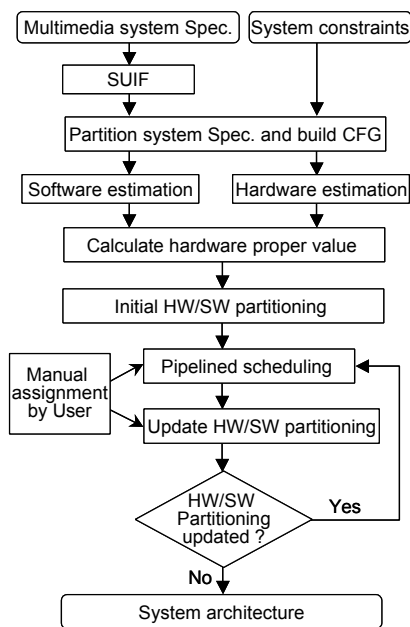 Multimedia system Spec.
System constraints
SUIF
Partition system Spec. and build CFG
Software estimation
Hardware estimation
Calculate hardware proper value
Initial HW/SW partitioning
Pipelined scheduling
Manual
assignment
by User
Update HW/SW partitioning
HW/SW
Partitioning
updated ?
Yes
No
System architecture